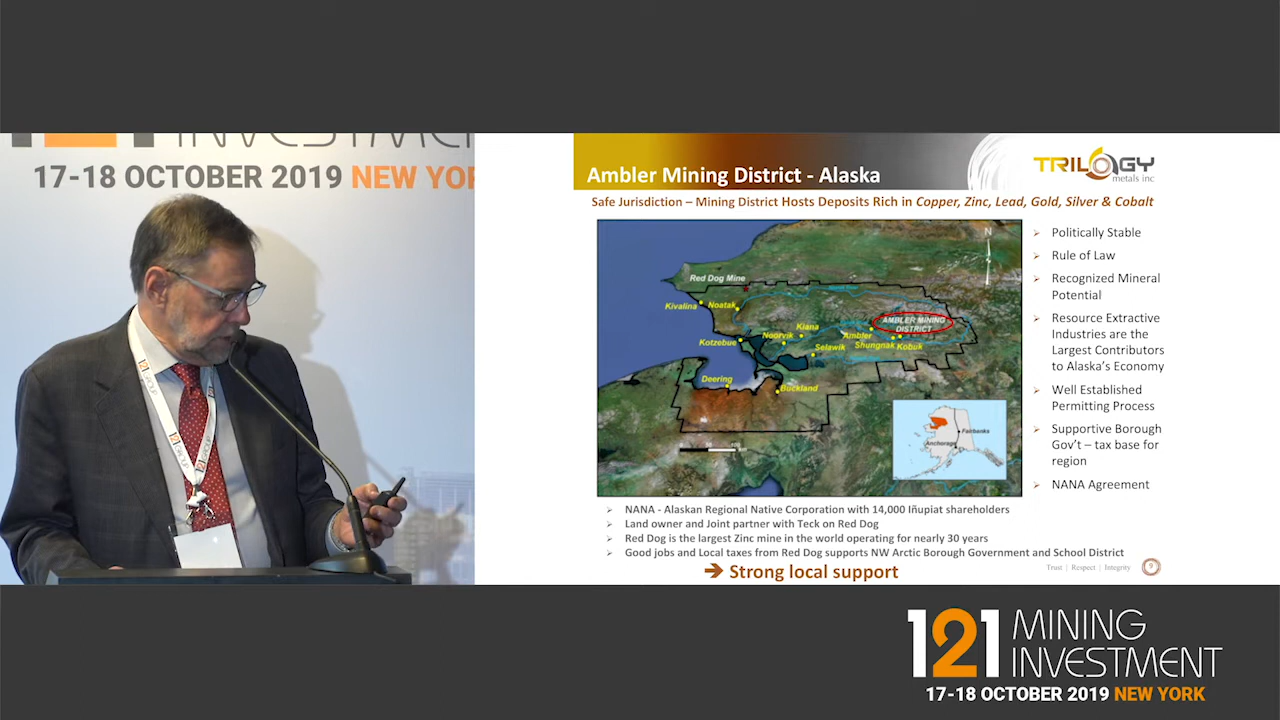 INVESTMEN
17-18 OCTOBER 2019 NEW YOR
121
GROUP
121
GROUP
Ambler Mining District - Alaska
TRILOGY
metals inc
Safe Jurisdiction – Mining District Hosts Deposits Rich in Copper, Zinc, Lead, Gold, Silver & Cobalt
N
Red Dog Mine
Kivalina
Noatak
AMBLER MINING
DISTRICT
Kiana
Noorvik
Ambler
Kotzebue
Selawik
Shungnak
Kobuk
Deering
Buckland
Fairbanks
Anchorage
➢ Politically Stable
➢ Rule of Law
➢ Recognized Mineral
Potential
➢ Resource Extractive
Industries are the
Largest Contributors
to Alaska's Economy
➢ Well Established
Permitting Process
➢ Supportive Borough
Gov't – tax base for
region
➢ NANA Agreement
➢ NANA - Alaskan Regional Native Corporation with 14,000 Iñupiat shareholders
➢ Land owner and Joint partner with Teck on Red Dog
➢ Red Dog is the largest Zinc mine in the world operating for nearly 30 years
➢ Good jobs and Local taxes from Red Dog supports NW Arctic Borough Government and School District
➔ Strong local support
Trust | Respect | Integrity
9
121 MINING
INVESTMENT
17-18 OCTOBER 2019 NEW YORK